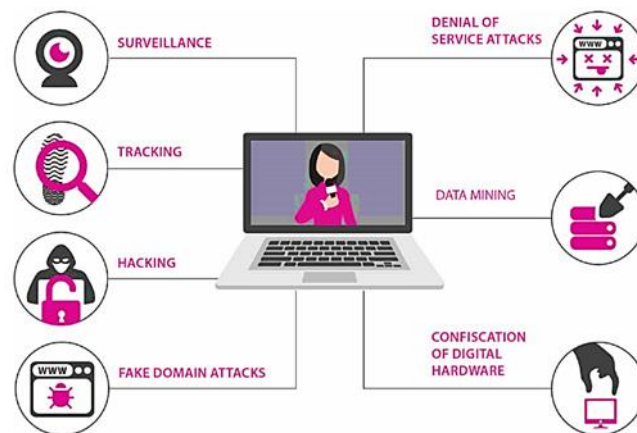 SURVEILLANCE
DENIAL OF
SERVICE ATTACKS
WWW
TRACKING
DATA MINING
HACKING
FAKE DOMAIN ATTACKS
WWW
CONFISCATION
OF DIGITAL
HARDWARE